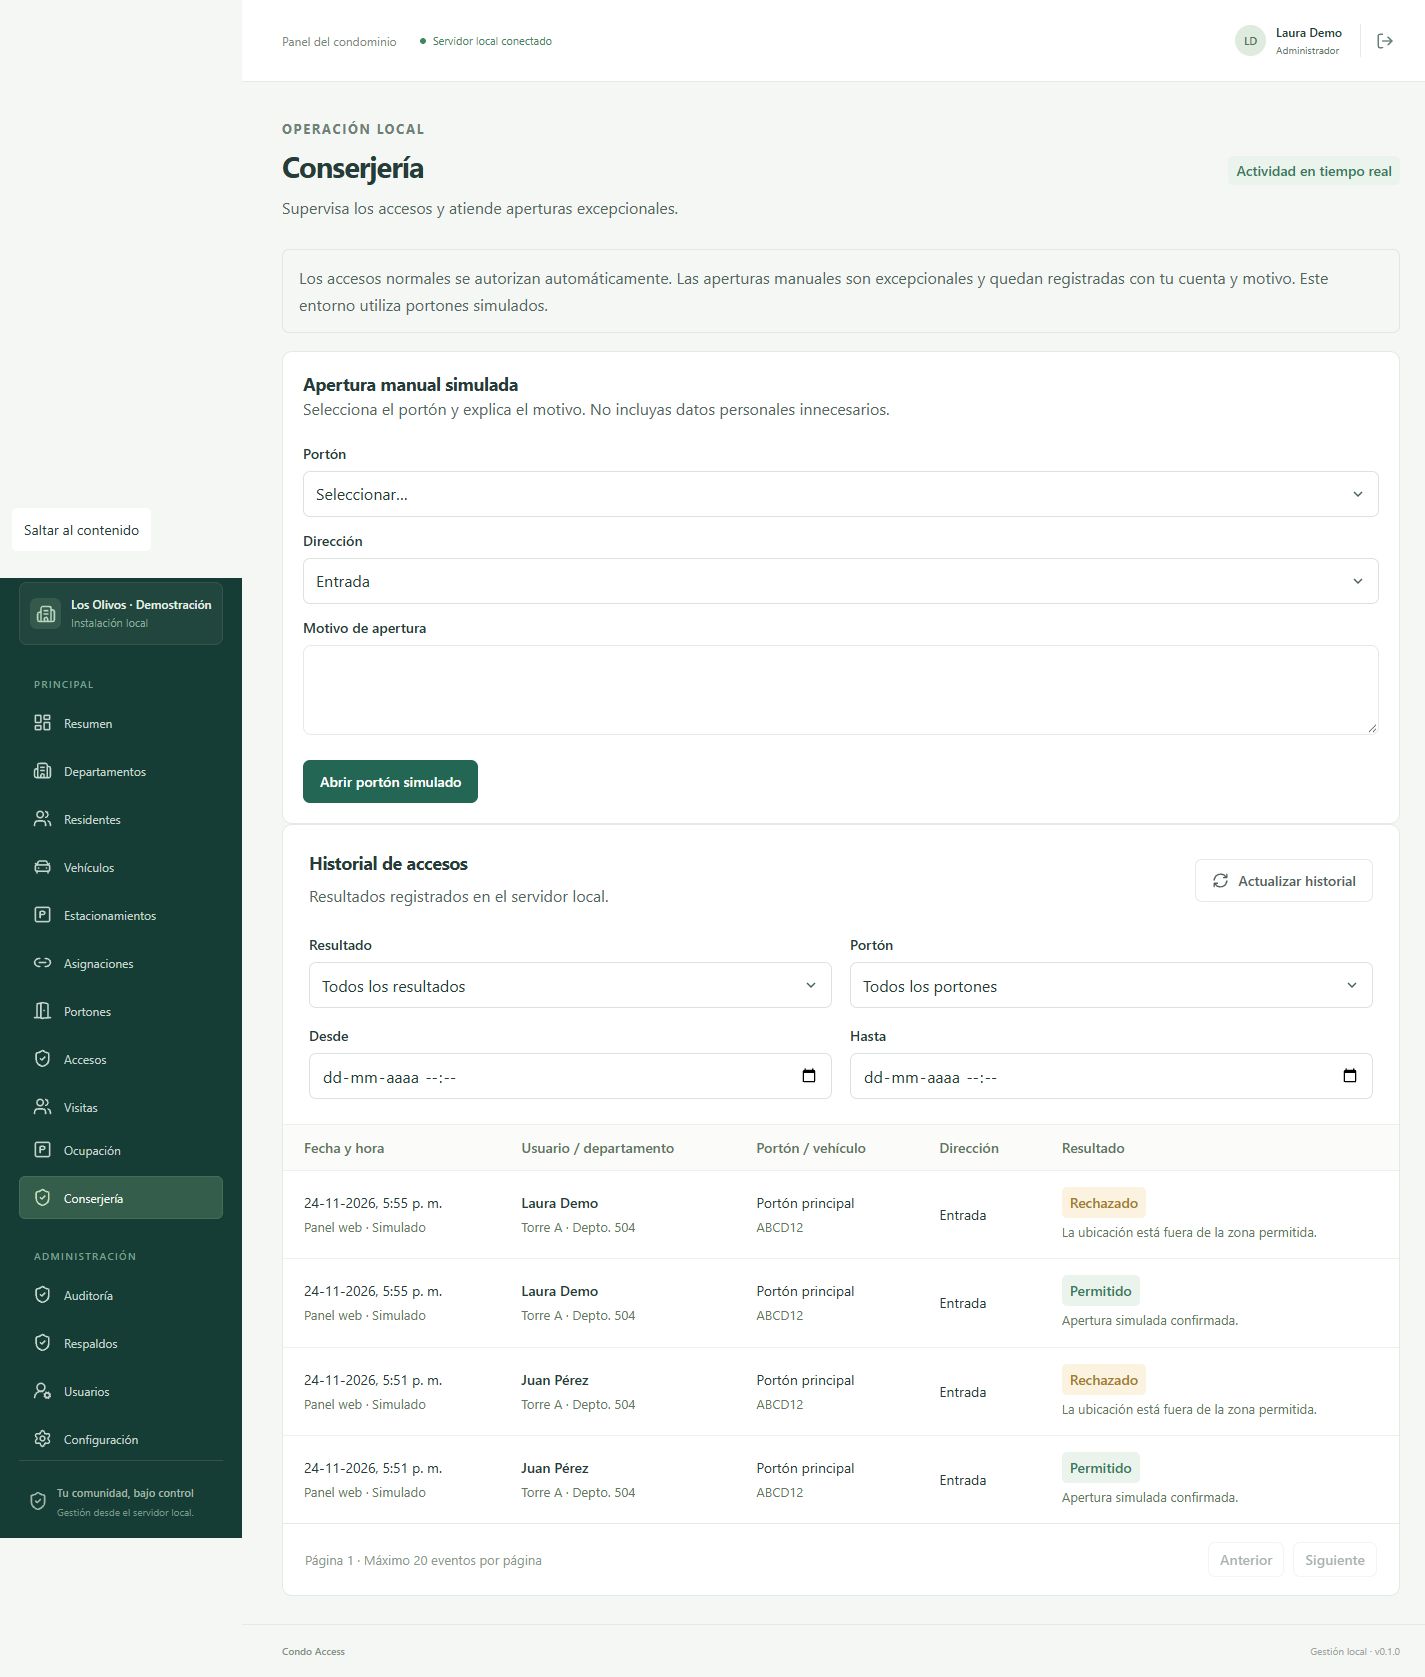 Panel del condominio
Servidor local conectado
LD
Laura Demo
Administrador
OPERACIÓN LOCAL
Conserjería
Actividad en tiempo real
Supervisa los accesos y atiende aperturas excepcionales.
Los accesos normales se autorizan automáticamente. Las aperturas manuales son excepcionales y quedan registradas con tu cuenta y motivo. Este
entorno utiliza portones simulados.
Apertura manual simulada
Selecciona el portón y explica el motivo. No incluyas datos personales innecesarios.
Portón
Seleccionar...
Dirección
Entrada
Motivo de apertura
Abrir portón simulado
Saltar al contenido
Los Olivos · Demostración
Instalación local
PRINCIPAL
Resumen
Departamentos
Residentes
Vehículos
Estacionamientos
Asignaciones
Portones
Accesos
Visitas
Ocupación
Conserjería
ADMINISTRACIÓN
Auditoría
Respaldos
Usuarios
Configuración
Tu comunidad, bajo control
Gestión desde el servidor local.
Historial de accesos
Resultados registrados en el servidor local.
Actualizar historial
Resultado
Todos los resultados
Portón
Todos los portones
Desde
dd-mm-aaaa --:--
Hasta
dd-mm-aaaa --:--
Fecha y hora Usuario / departamento Portón / vehículo Dirección Resultado
24-11-2026, 5:55 p. m. Laura Demo Portón principal Entrada Rechazado
Panel web · Simulado Torre A · Depto. 504 ABCD12 La ubicación está fuera de la zona permitida.
24-11-2026, 5:55 p. m. Laura Demo Portón principal Entrada Permitido
Panel web · Simulado Torre A · Depto. 504 ABCD12 Apertura simulada confirmada.
24-11-2026, 5:51 p. m. Juan Pérez Portón principal Entrada Rechazado
Panel web · Simulado Torre A · Depto. 504 ABCD12 La ubicación está fuera de la zona permitida.
24-11-2026, 5:51 p. m. Juan Pérez Portón principal Entrada Permitido
Panel web · Simulado Torre A · Depto. 504 ABCD12 Apertura simulada confirmada.
Página 1 · Máximo 20 eventos por página
Anterior
Siguiente
Condo Access
Gestión local · v0.1.0